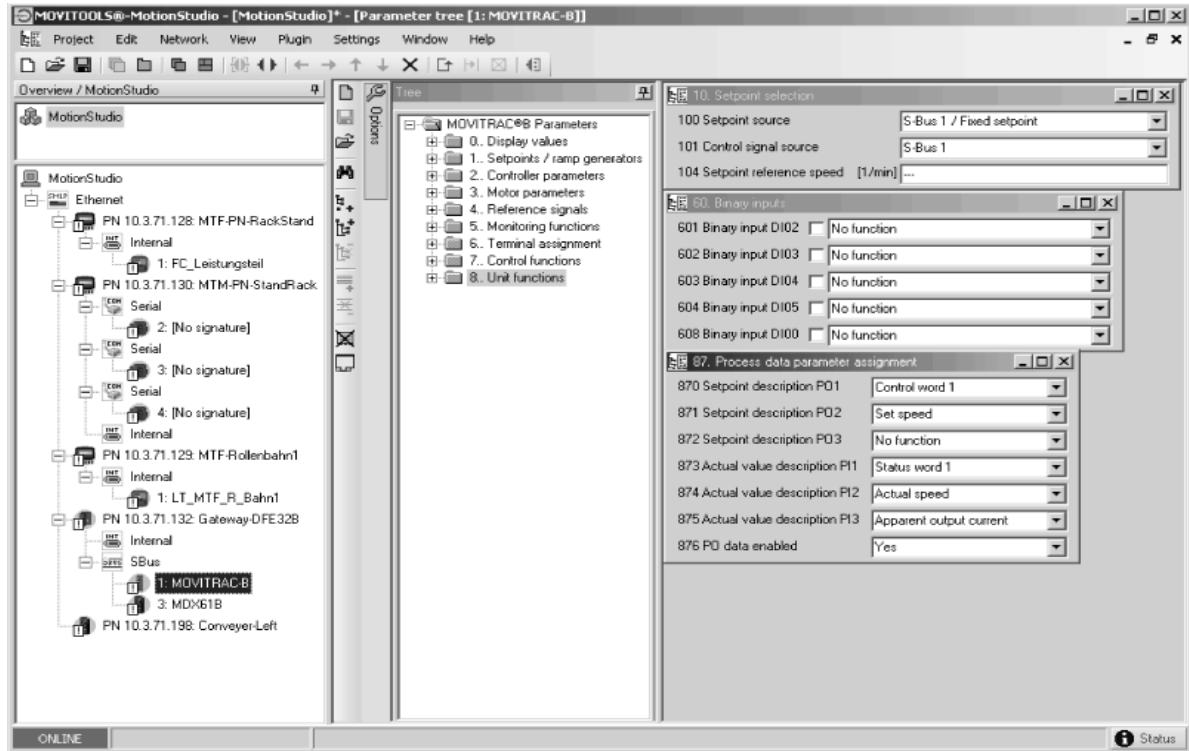 MOVITOOLS®-MotionStudio - [MotionStudio]* - [Parameter tree [1: MOVITRAC-B]]
Project Edit Network View Plugin Settings Window Help
Overview / MotionStudio
MotionStudio
MotionStudio
Ethernet
PN 10.3.71.128: MTF-PN-RackStand
Internal
1: FC_Leistungsteil
PN 10.3.71.130: MTM-PN-StandRack
Serial
2: [No signature]
Serial
3: [No signature]
Serial
4: [No signature]
Internal
PN 10.3.71.129: MTF-Rollenbahn1
Internal
1: LT_MTF_R_Bahn1
PN 10.3.71.132: Gateway-DFE32B
Internal
SBus
1: MOVITRAC-B
3: MDX61B
PN 10.3.71.198: Conveyer-Left
Options
Tree
MOVITRAC®B Parameters
0.. Display values
1.. Setpoints / ramp generators
2.. Controller parameters
3.. Motor parameters
4.. Reference signals
5.. Monitoring functions
6.. Terminal assignment
7.. Control functions
8.. Unit functions
10. Setpoint selection
100 Setpoint source S-Bus 1 / Fixed setpoint
101 Control signal source S-Bus 1
104 Setpoint reference speed [1/min] ---
60. Binary inputs
601 Binary input DI02 No function
602 Binary input DI03 No function
603 Binary input DI04 No function
604 Binary input DI05 No function
608 Binary input DI00 No function
87. Process data parameter assignment
870 Setpoint description PO1 Control word 1
871 Setpoint description PO2 Set speed
872 Setpoint description PO3 No function
873 Actual value description PI1 Status word 1
874 Actual value description PI2 Actual speed
875 Actual value description PI3 Apparent output current
876 PO data enabled Yes
ONLINE
Status